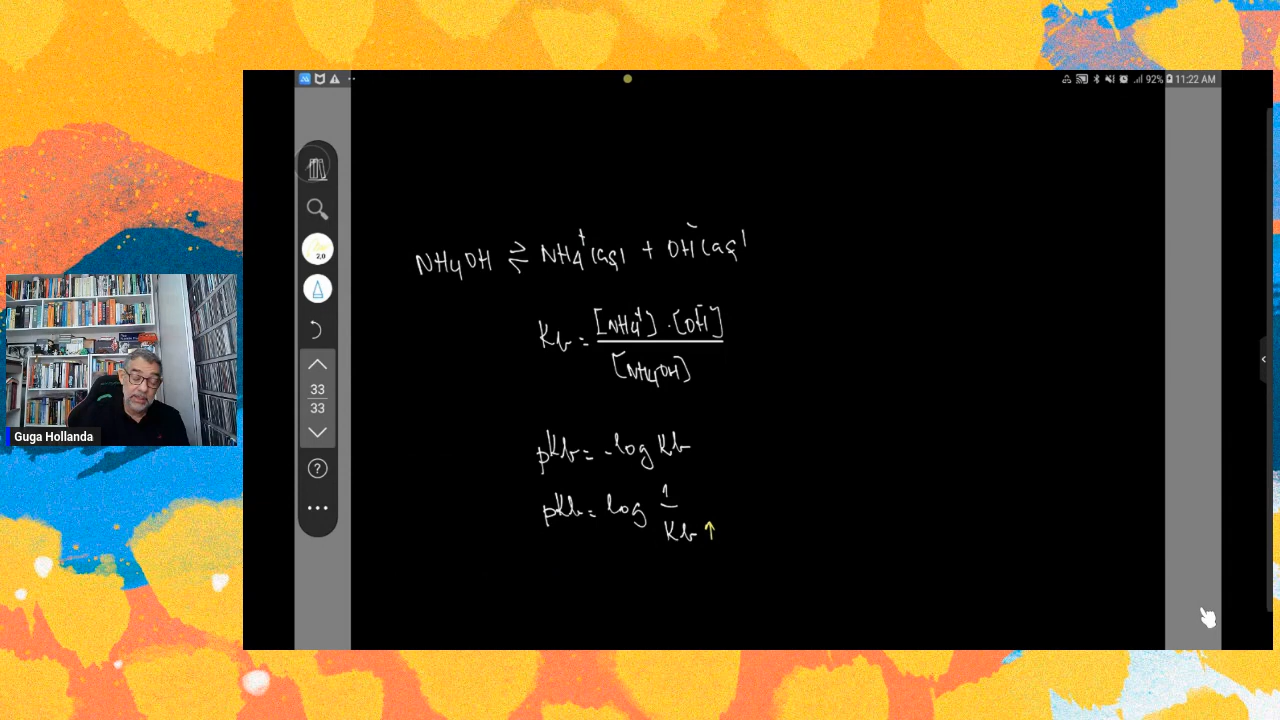 92% 11:22 AM
2,0
33
33
?
Guga Hollanda
NH4OH ⇌ NH4⁺(aq) + OH⁻(aq)
Kb = [NH4⁺] · [OH⁻]
[NH4OH]
pKb = -log Kb
pKb = log 1
Kb ↑